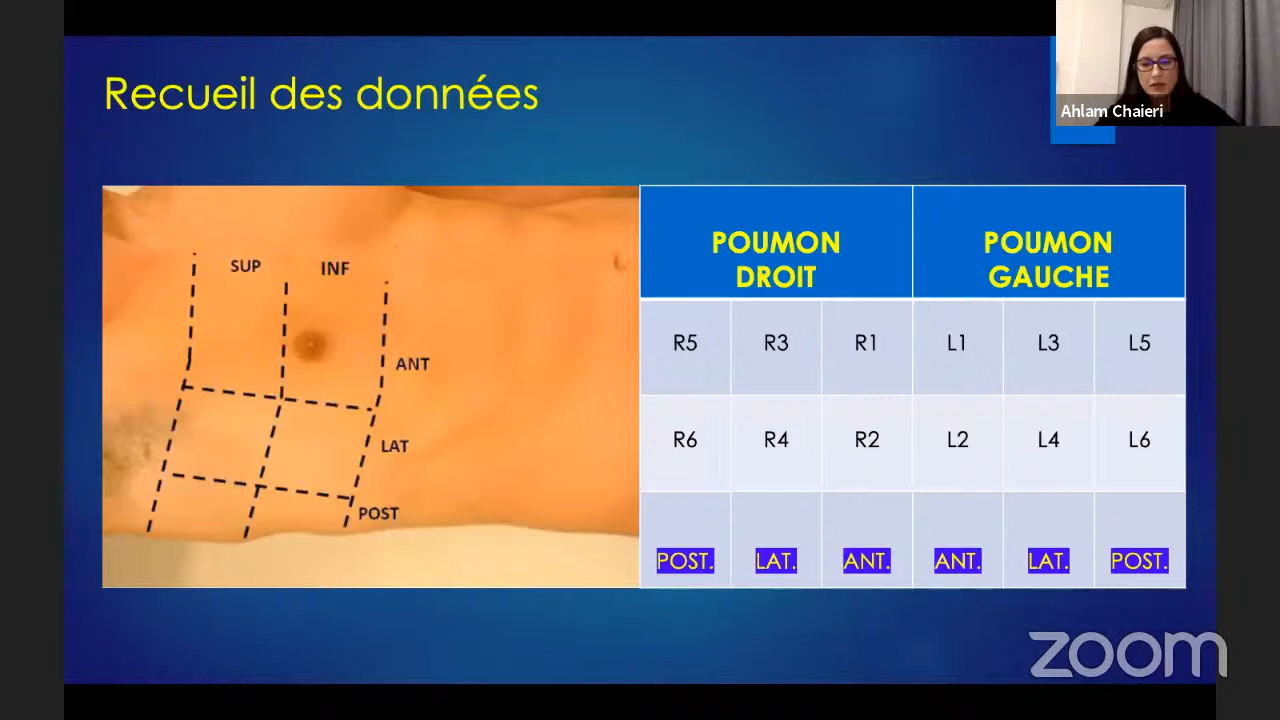 Recueil des données
Ahlam Chaieri
SUP INF
ANT
LAT
POST
POUMON DROIT POUMON GAUCHE
R5 R3 R1 L1 L3 L5
R6 R4 R2 L2 L4 L6
POST. LAT. ANT. ANT. LAT. POST.
zoom